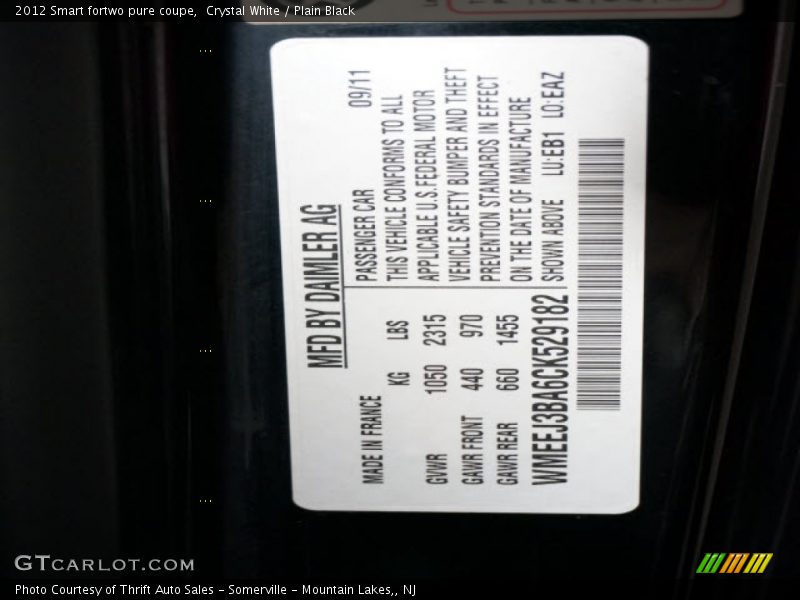 2012 Smart fortwo pure coupe,  Crystal White / Plain Black
MFD BY DAIMLER AG
MADE IN FRANCE
KG LBS
GVWR 1050 2315
GAWR FRONT 440 970
GAWR REAR 660 1455
PASSENGER CAR 09/11
THIS VEHICLE CONFORMS TO ALL
APPLICABLE U.S.FEDERAL MOTOR
VEHICLE SAFETY BUMPER AND THEFT
PREVENTION STANDARDS IN EFFECT
ON THE DATE OF MANUFACTURE
SHOWN ABOVE LU:EB1 LO:EAZ
WMEEJ3BA6CK529182
GTCARLOT.COM
Photo Courtesy of Thrift Auto Sales – Somerville – Mountain Lakes,, NJ